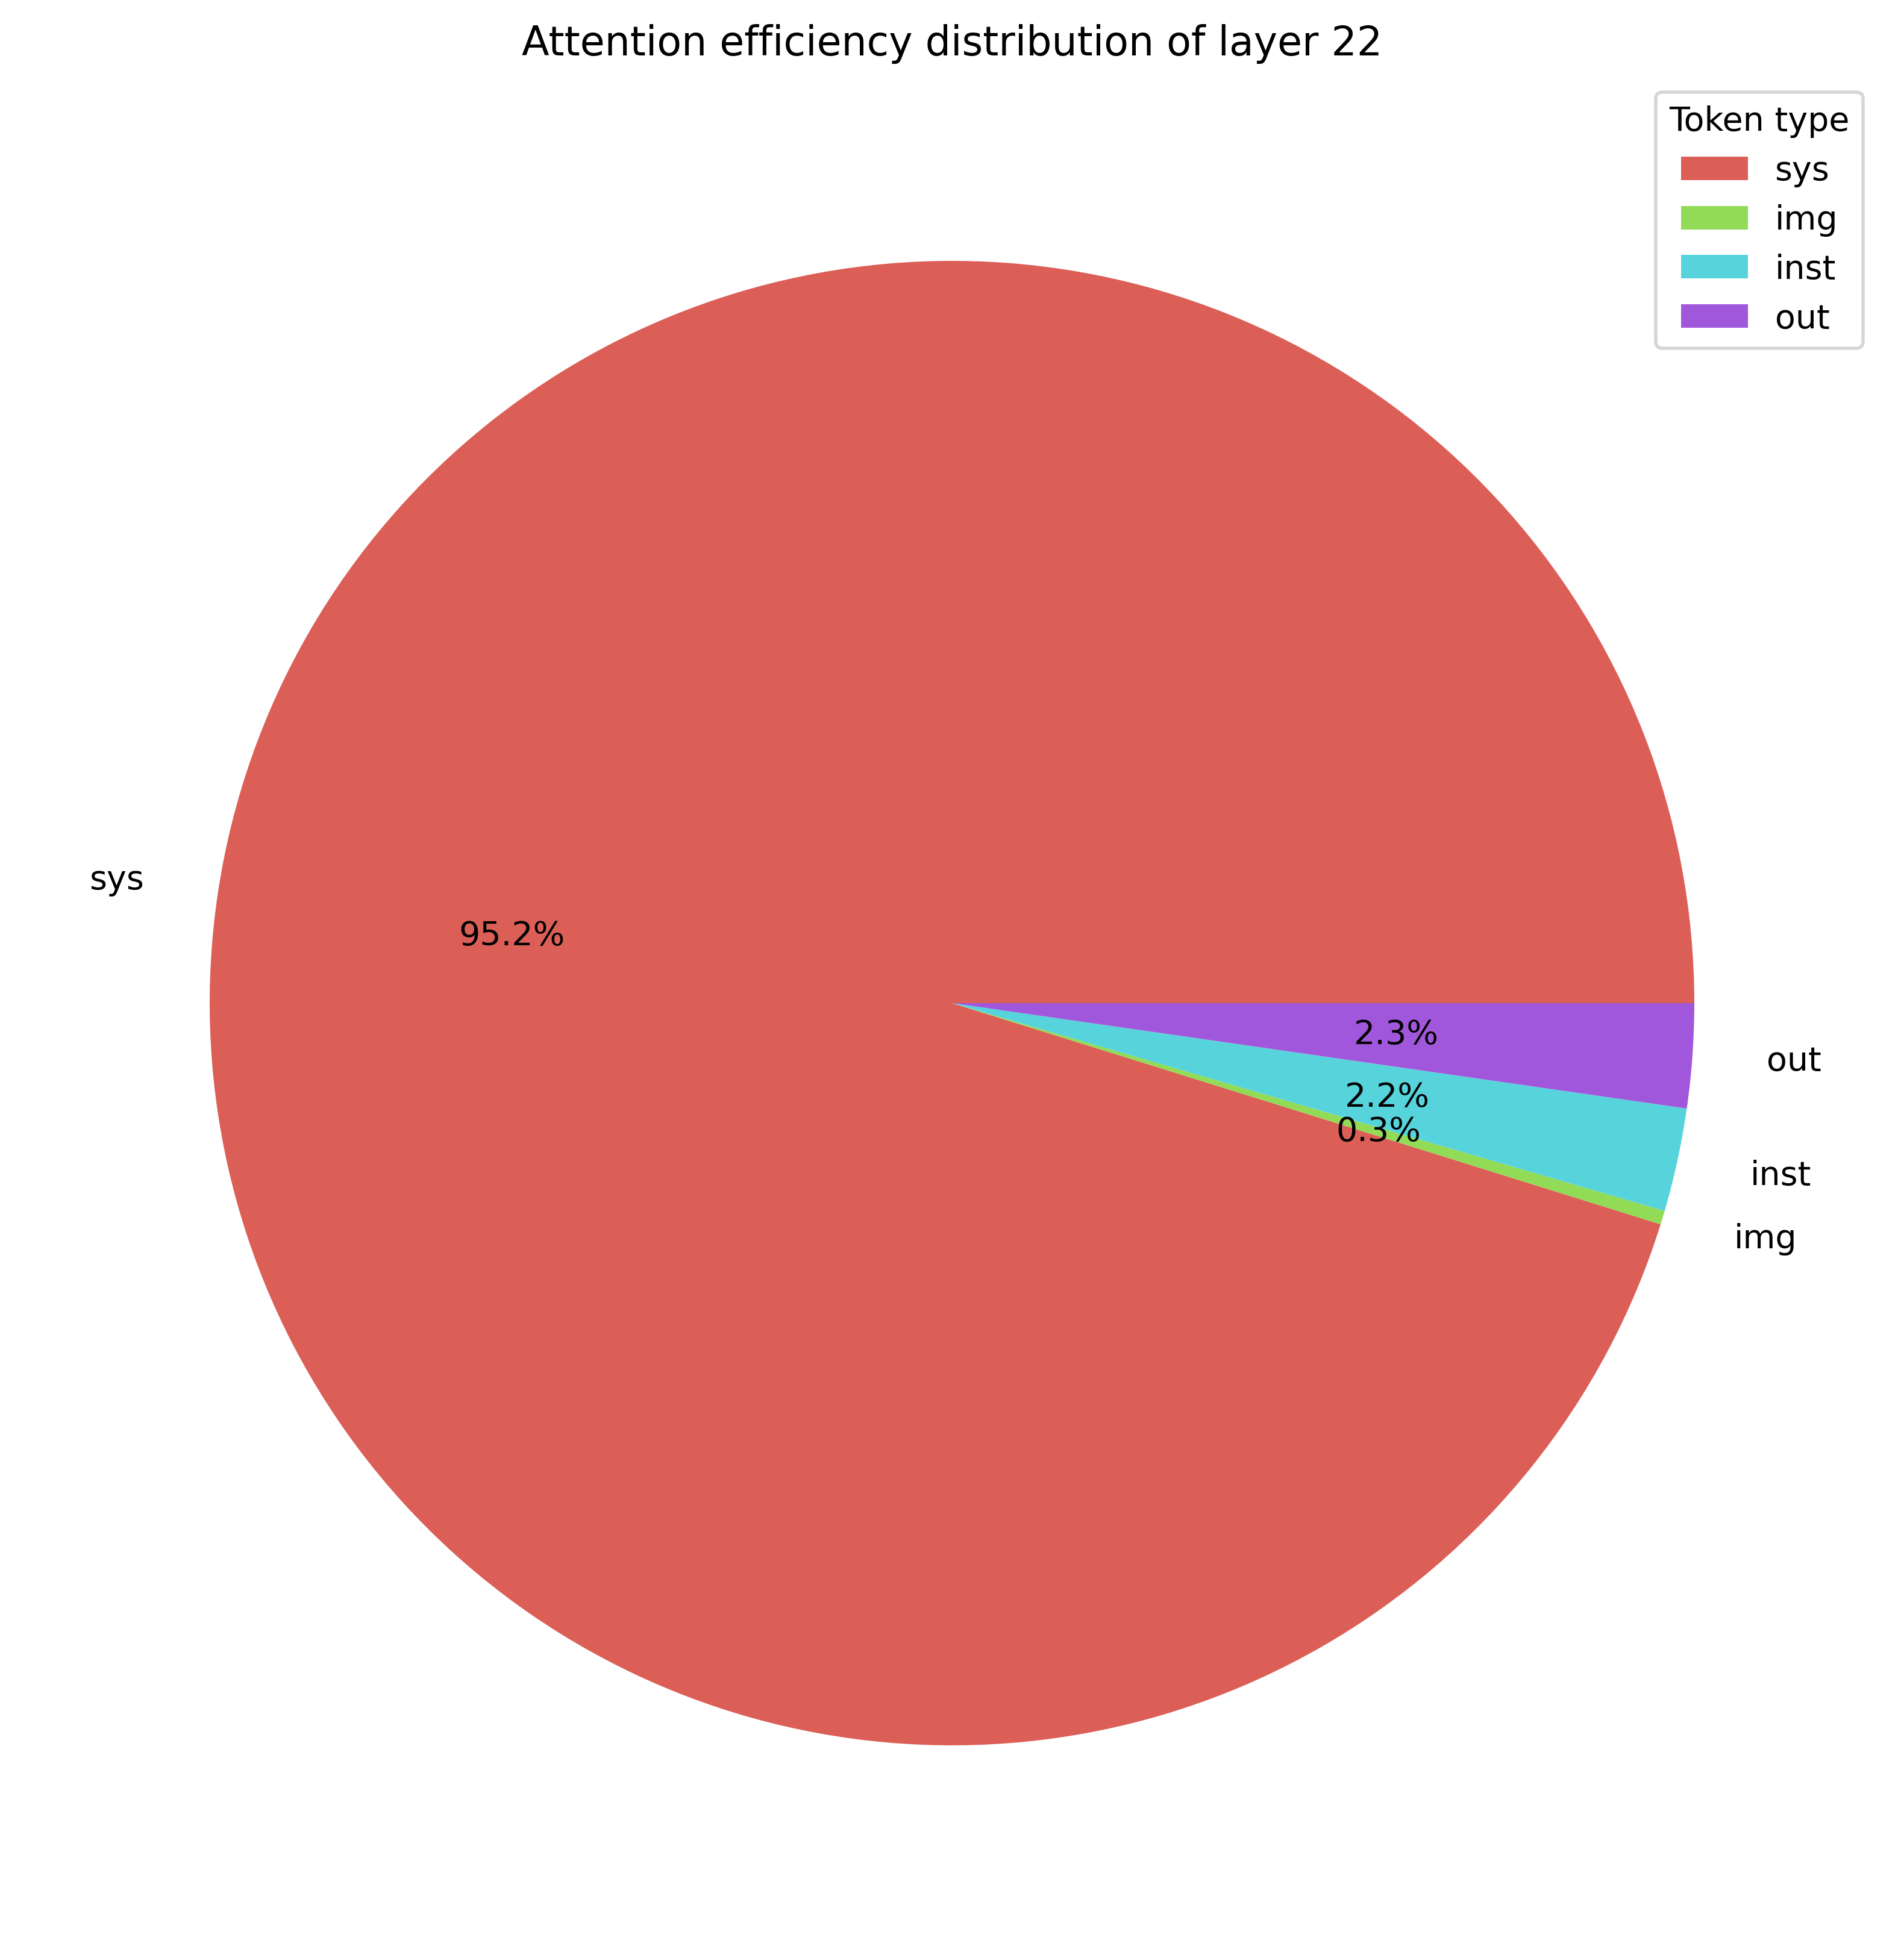 Attention efficiency distribution of layer 22
Token type
sys
img
inst
out
sys
95.2%
2.3%
out
2.2%
0.3%
inst
img